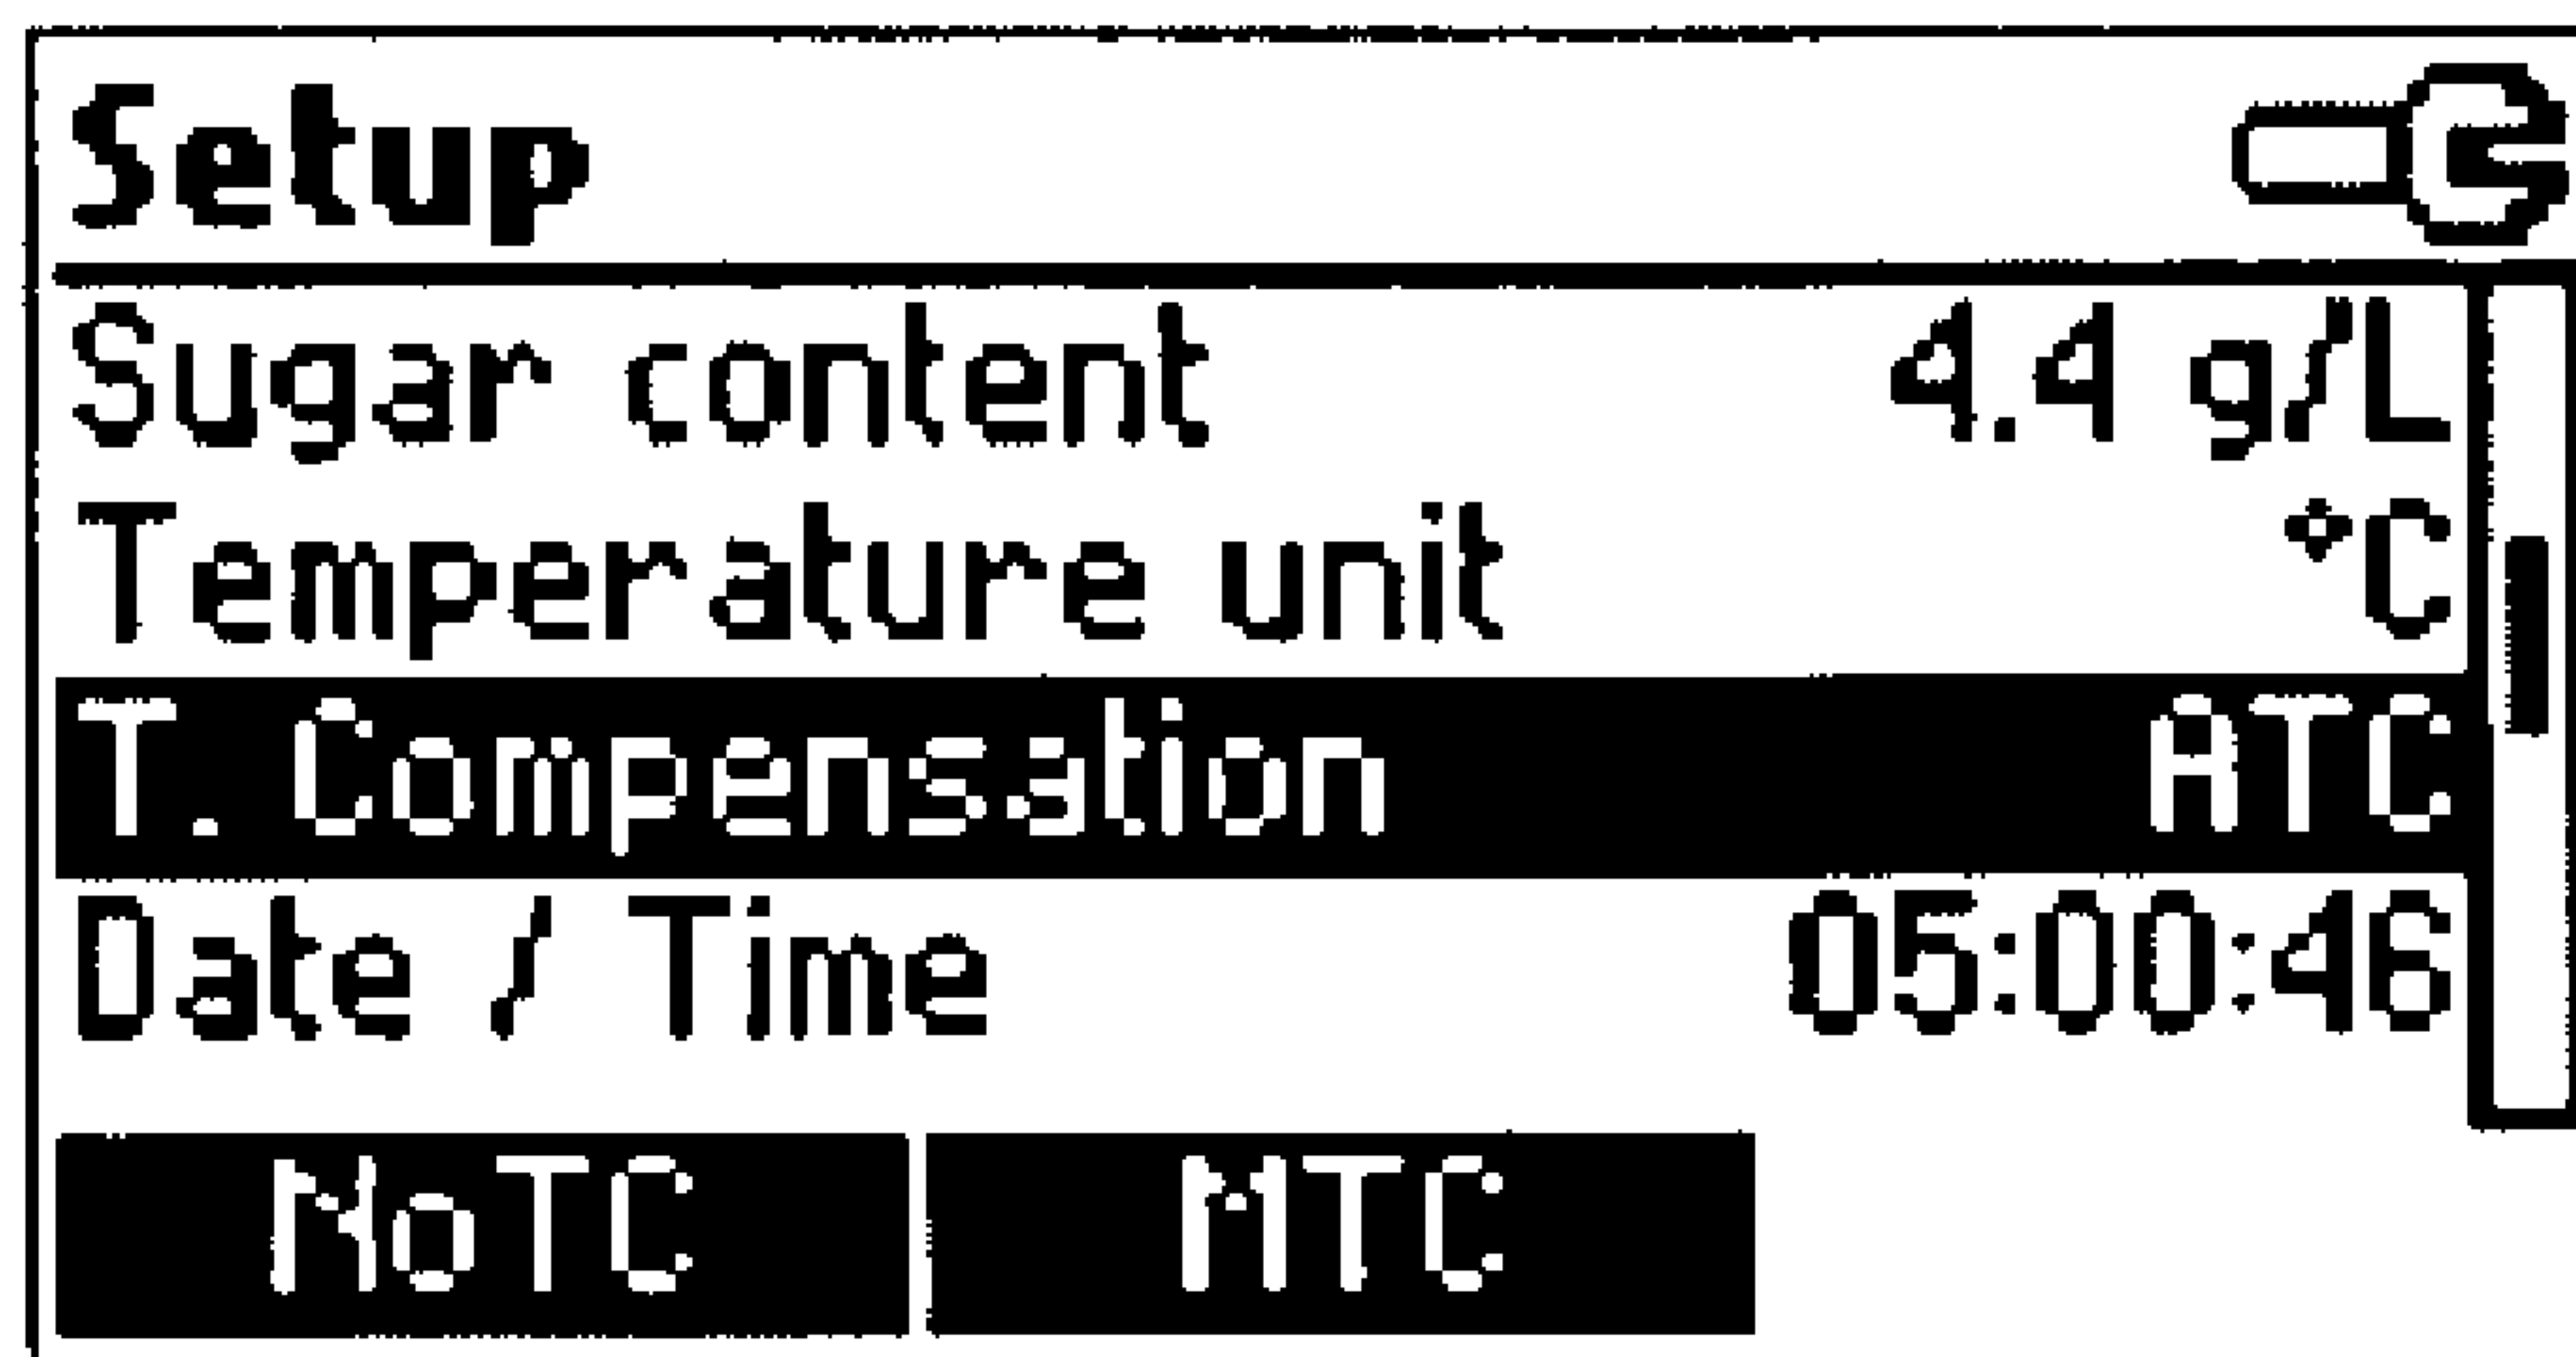 Setup
Sugar content 4.4 g/L
Temperature unit °C
T. Compensation ATC
Date / Time 05:00:46
NoTC MTC